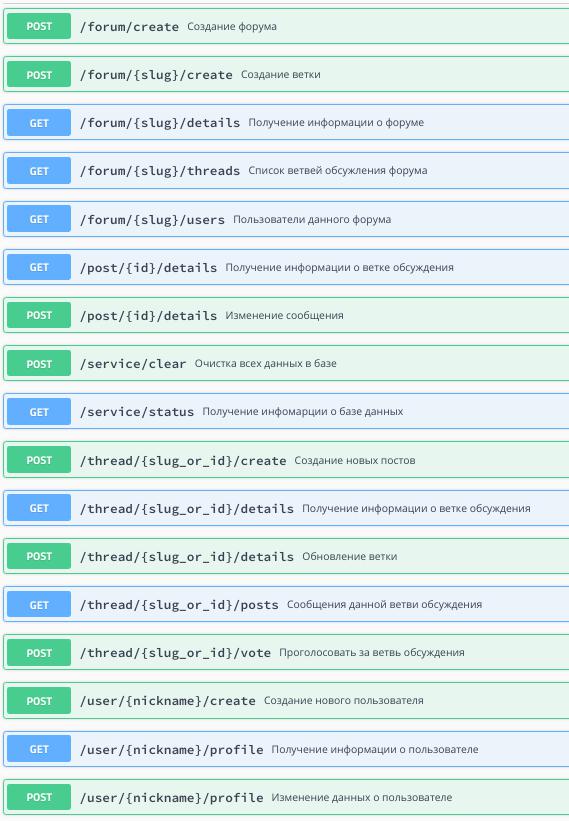 POST /forum/create Создание форума
POST /forum/{slug}/create Создание ветки
GET /forum/{slug}/details Получение информации о форуме
GET /forum/{slug}/threads Список ветвей обсужления форума
GET /forum/{slug}/users Пользователи данного форума
GET /post/{id}/details Получение информации о ветке обсуждения
POST /post/{id}/details Изменение сообщения
POST /service/clear Очистка всех данных в базе
GET /service/status Получение инфомарции о базе данных
POST /thread/{slug_or_id}/create Создание новых постов
GET /thread/{slug_or_id}/details Получение информации о ветке обсуждения
POST /thread/{slug_or_id}/details Обновление ветки
GET /thread/{slug_or_id}/posts Сообщения данной ветви обсуждения
POST /thread/{slug_or_id}/vote Проголосовать за ветвь обсуждения
POST /user/{nickname}/create Создание нового пользователя
GET /user/{nickname}/profile Получение информации о пользователе
POST /user/{nickname}/profile Изменение данных о пользователе